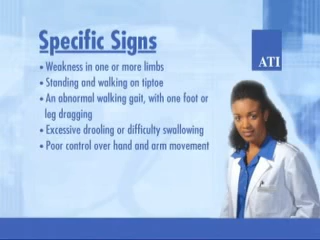 Specific Signs
• Weakness in one or more limbs
• Standing and walking on tiptoe
• An abnormal walking gait, with one foot or
leg dragging
• Excessive drooling or difficulty swallowing
• Poor control over hand and arm movement
ATI